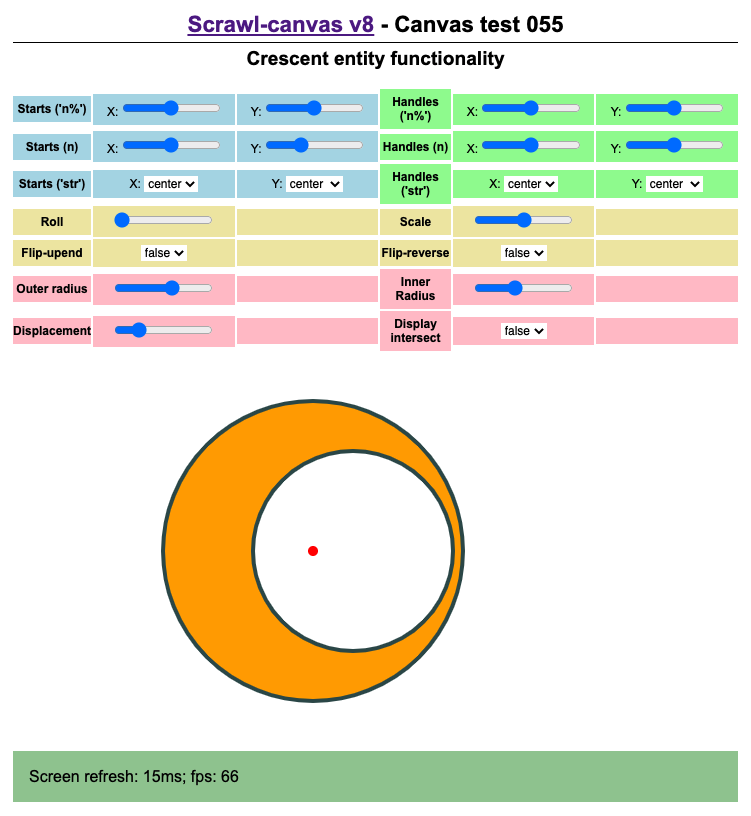 Scrawl-canvas v8 - Canvas test 055
Crescent entity functionality
Starts ('n%') X: Y: Handles ('n%') X: Y:
Starts (n) X: Y: Handles (n) X: Y:
Starts ('str') X: center Y: center Handles ('str') X: center Y: center
Roll Scale
Flip-upend false Flip-reverse false
Outer radius Inner Radius
Displacement Display intersect false
Screen refresh: 15ms; fps: 66